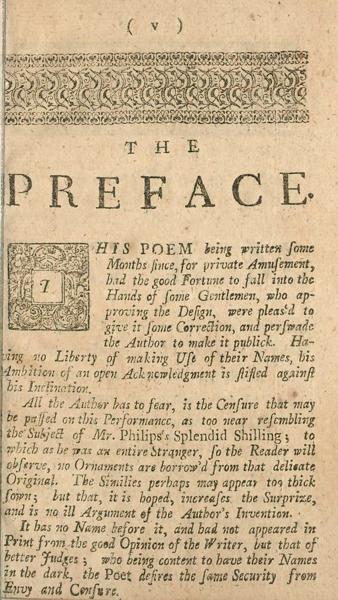 ( v )
THE
PREFACE.
THIS POEM being written ſome
Months ſince, for private Amuſement,
had the good Fortune to fall into the
Hands of ſome Gentlemen, who ap-
proving the Deſign, were pleas'd to
give it ſome Correction, and perſwade
the Author to make it publick. Ha-
ving no Liberty of making Uſe of their Names, his
Ambition of an open Acknowledgment is ſtifled againſt
his Inclination.
All the Author has to fear, is the Cenſure that may
be paſſed on this Performance, as too near reſembling
the Subject of Mr. Philips's Splendid Shilling; to
which as he was an entire Stranger, ſo the Reader will
obſerve, no Ornaments are borrow'd from that delicate
Original. The Similies perhaps may appear too thick
ſown; but that, it is hoped, increaſes the Surprize,
and is no ill Argument of the Author's Invention.
It has no Name before it, and had not appeared in
Print from the good Opinion of the Writer, but that of
better Judges; who being content to have their Names
in the dark, the Poet deſires the ſame Security from
Envy and Cenſure.